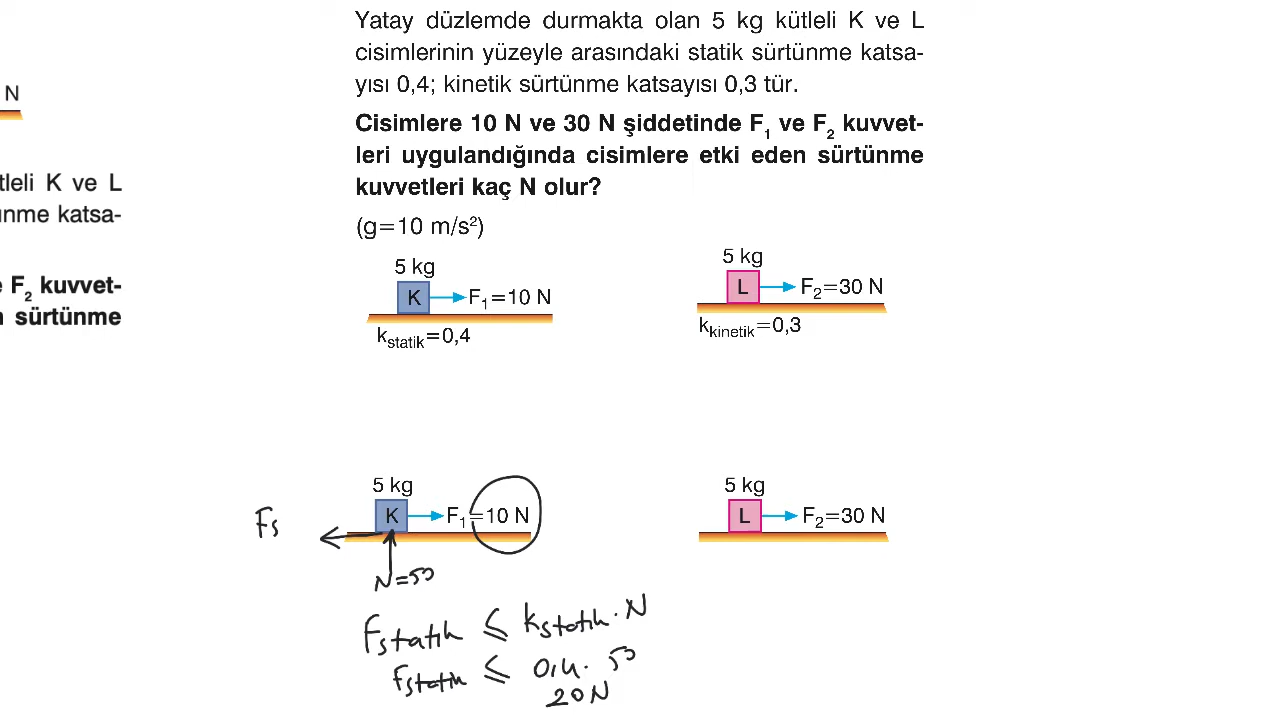 N
tleli K ve L
ünme katsa-
e F₂ kuvvet-
n sürtünme
Yatay düzlemde durmakta olan 5 kg kütleli K ve L
cisimlerinin yüzeyle arasındaki statik sürtünme katsa-
yısı 0,4; kinetik sürtünme katsayısı 0,3 tür.
Cisimlere 10 N ve 30 N şiddetinde F₁ ve F₂ kuvvet-
leri uygulandığında cisimlere etki eden sürtünme
kuvvetleri kaç N olur?
(g=10 m/s²)
5 kg
K F₁=10 N
kstatik=0,4
5 kg
L F₂=30 N
kkinetik=0,3
5 kg
Fs K F₁=10 N
N=50
5 kg
L F₂=30 N
Fstatik ≤ kstatik·N
Fstatik ≤ 0,4·50
20N